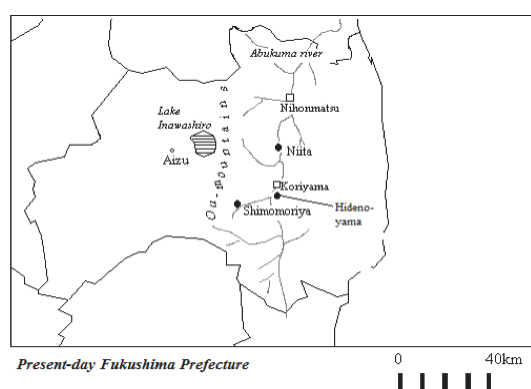 Abukuma river
Nihonmatsu
Lake
Inawashiro
Aizu
Ou-mountains
Niita
Koriyama
Hideno-
yama
Shimomoriya
Present-day Fukushima Prefecture
0 40km